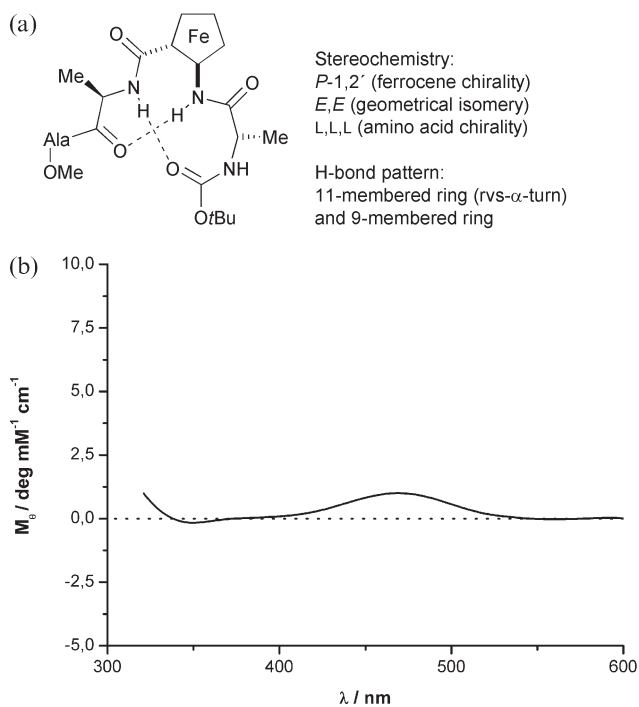 (a)
Fe
O
Me
N
H
N
H
O
Me
Ala
OMe
O
O
NH
OtBu
Stereochemistry:
P-1,2´ (ferrocene chirality)
E,E (geometrical isomery)
L,L,L (amino acid chirality)
H-bond pattern:
11-membered ring (rvs-α-turn)
and 9-membered ring
(b)
10,0
7,5
5,0
2,5
0,0
-2,5
-5,0
Mθ / deg mM⁻¹ cm⁻¹
300
400
500
600
λ / nm